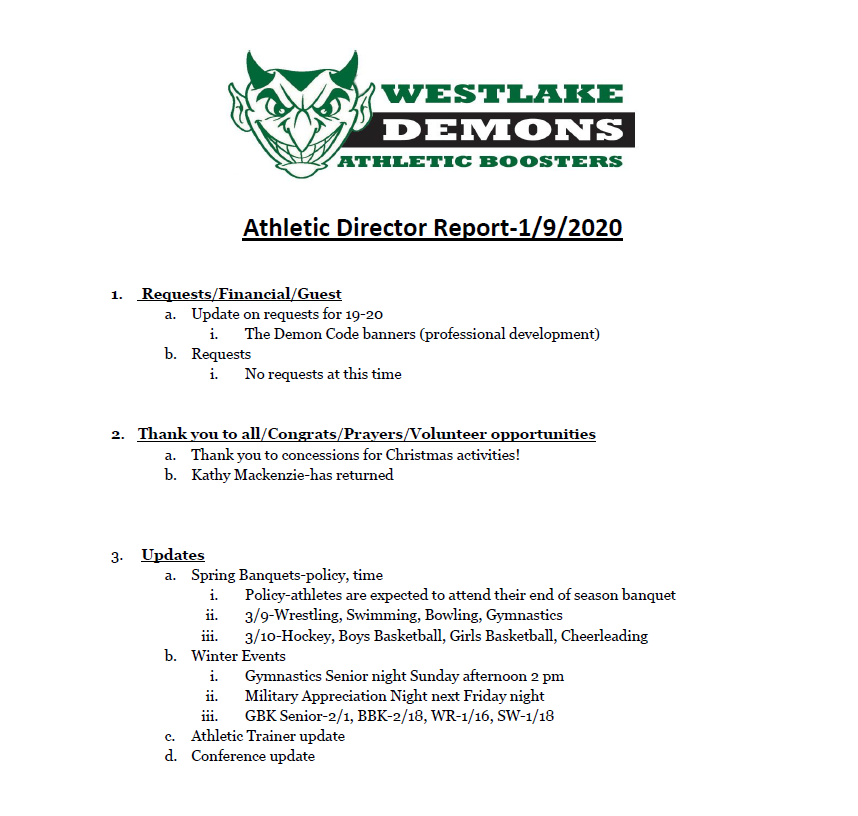 WESTLAKE
DEMONS
ATHLETIC BOOSTERS
Athletic Director Report-1/9/2020
1. Requests/Financial/Guest
a. Update on requests for 19-20
i. The Demon Code banners (professional development)
b. Requests
i. No requests at this time
2. Thank you to all/Congrats/Prayers/Volunteer opportunities
a. Thank you to concessions for Christmas activities!
b. Kathy Mackenzie-has returned
3. Updates
a. Spring Banquets-policy, time
i. Policy-athletes are expected to attend their end of season banquet
ii. 3/9-Wrestling, Swimming, Bowling, Gymnastics
iii. 3/10-Hockey, Boys Basketball, Girls Basketball, Cheerleading
b. Winter Events
i. Gymnastics Senior night Sunday afternoon 2 pm
ii. Military Appreciation Night next Friday night
iii. GBK Senior-2/1, BBK-2/18, WR-1/16, SW-1/18
c. Athletic Trainer update
d. Conference update